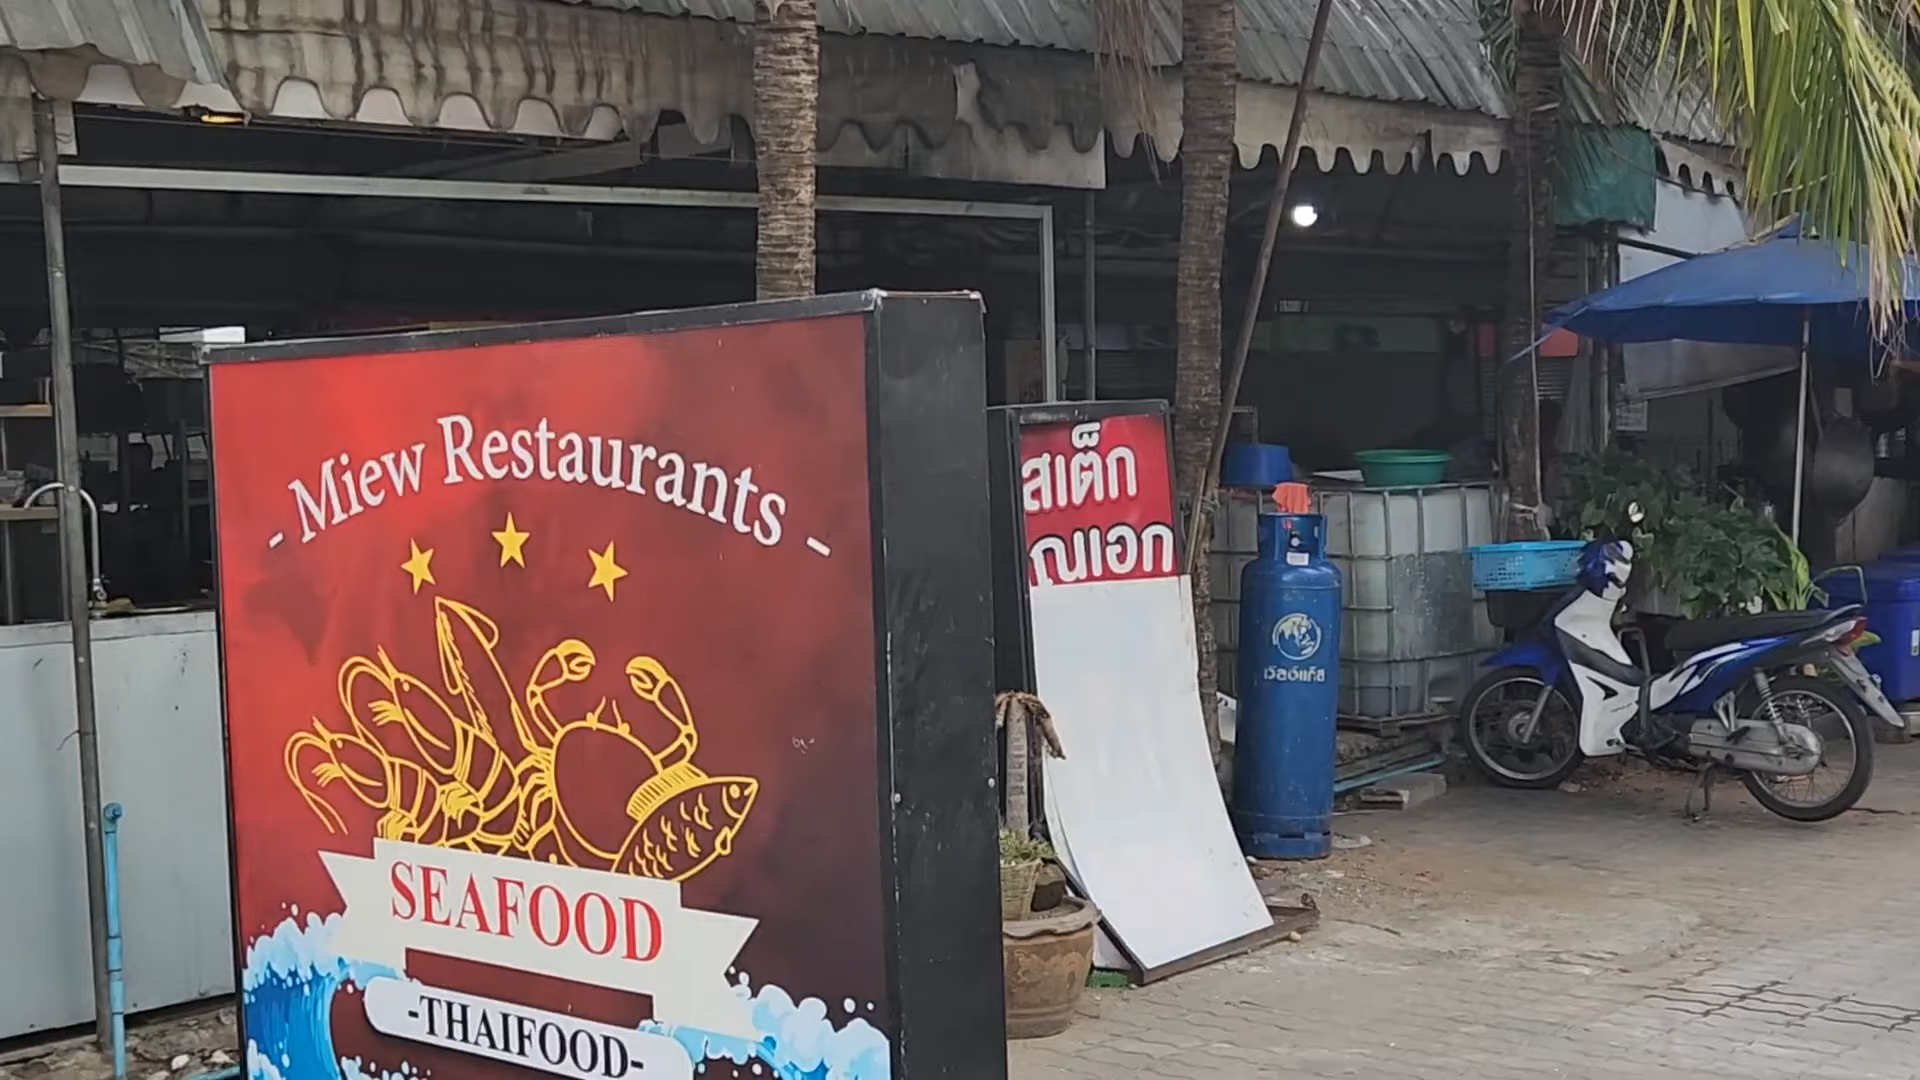 - Miew Restaurants -
SEAFOOD
-THAIFOOD-
สเต็ก
ุณเอก
เวิลด์แก๊ส